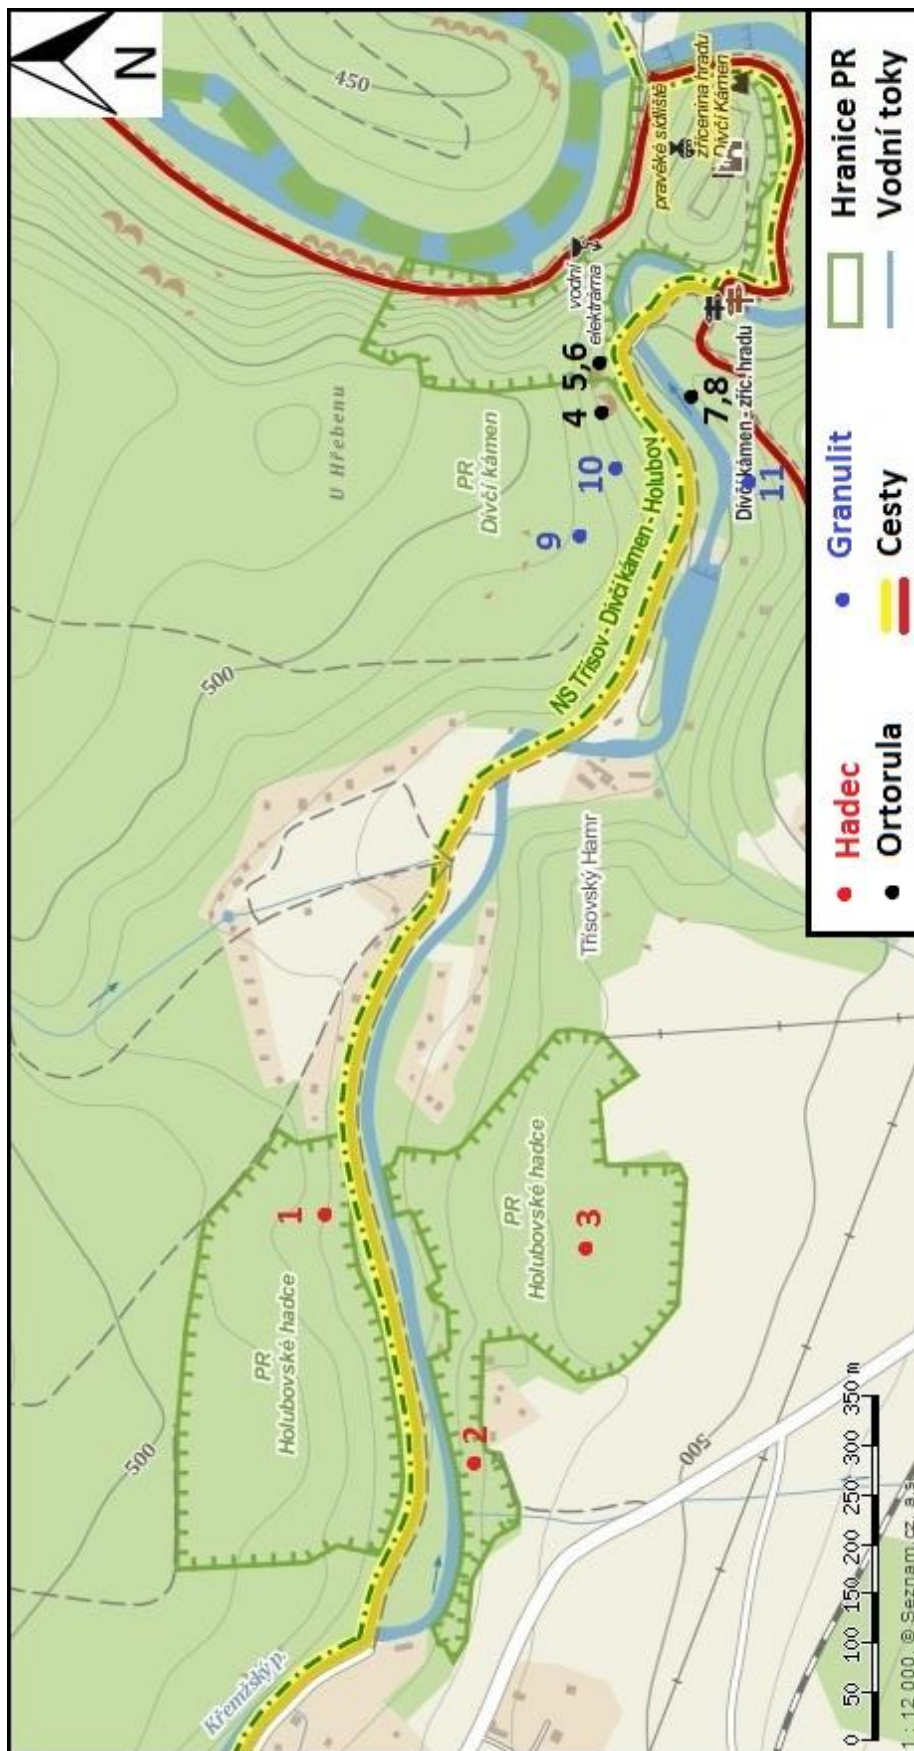 N
500
500
Křemžský p.
PR
Holubovské hadce
1
U Hřebenu
450
2
PR
Divčí kámen
PR
Holubovské hadce
3
9
10
4
5,6
vodní
elektrárna
Třísovský Hamr
NS Třísov - Dívčí kámen - Holubov
pravěké sídliště
zřícenina hradu
Dívčí Kámen
500
7,8
Dívčí kámen - zříc. hradu
11
0 50 100 150 200 250 300 350 m
1 : 12 000, © Seznam.cz, a.s.
Hadec
Granulit
Hranice PR
Ortorula
Cesty
Vodní toky